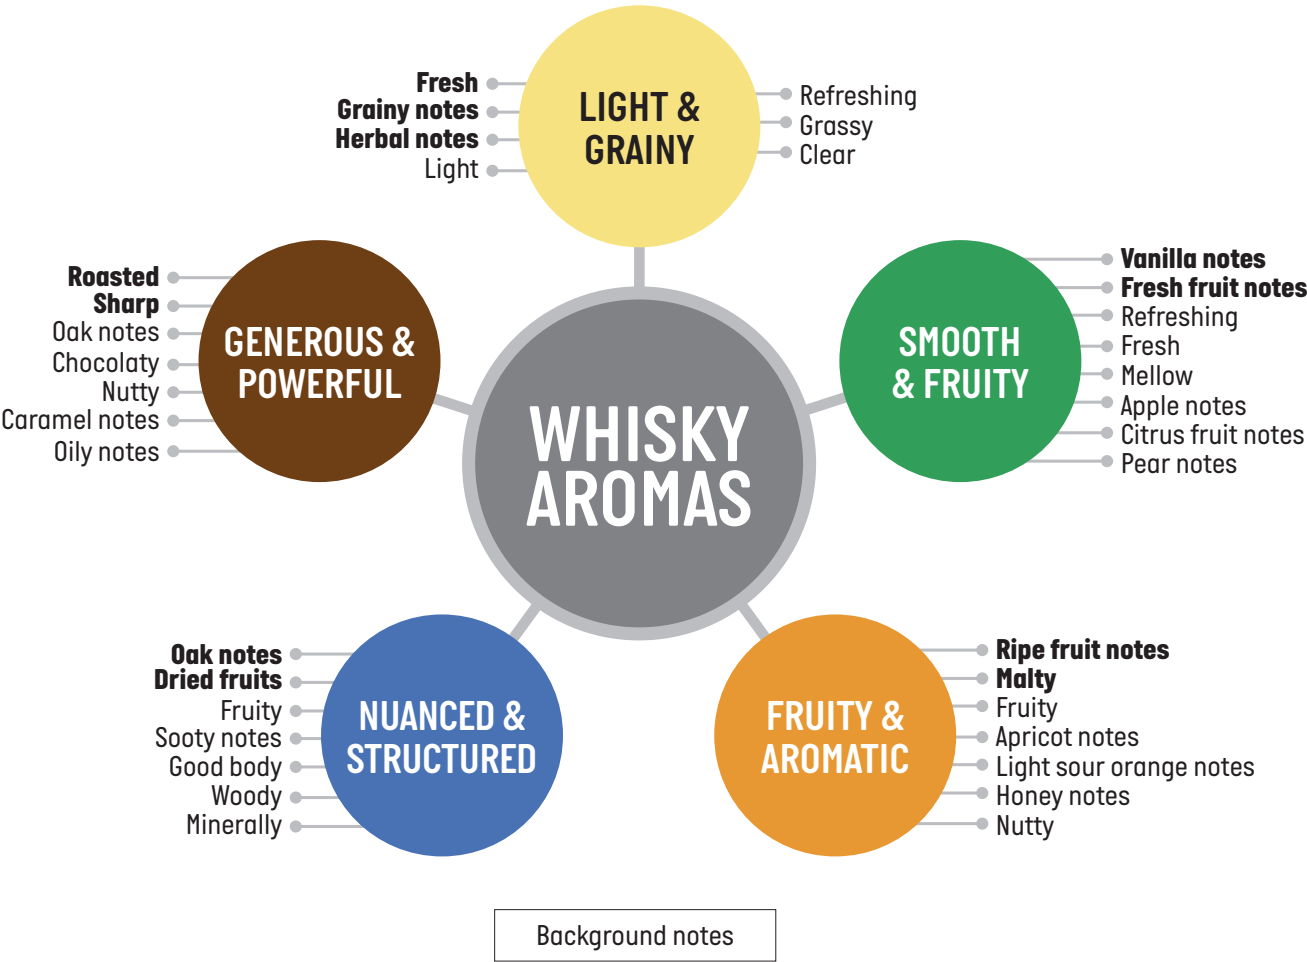 Fresh
Grainy notes
Herbal notes
Light
LIGHT &
GRAINY
Refreshing
Grassy
Clear
Roasted
Sharp
Oak notes
Chocolaty
Nutty
Caramel notes
Oily notes
GENEROUS &
POWERFUL
WHISKY
AROMAS
SMOOTH
& FRUITY
Vanilla notes
Fresh fruit notes
Refreshing
Fresh
Mellow
Apple notes
Citrus fruit notes
Pear notes
Oak notes
Dried fruits
Fruity
Sooty notes
Good body
Woody
Minerally
NUANCED &
STRUCTURED
FRUITY &
AROMATIC
Ripe fruit notes
Malty
Fruity
Apricot notes
Light sour orange notes
Honey notes
Nutty
Background notes